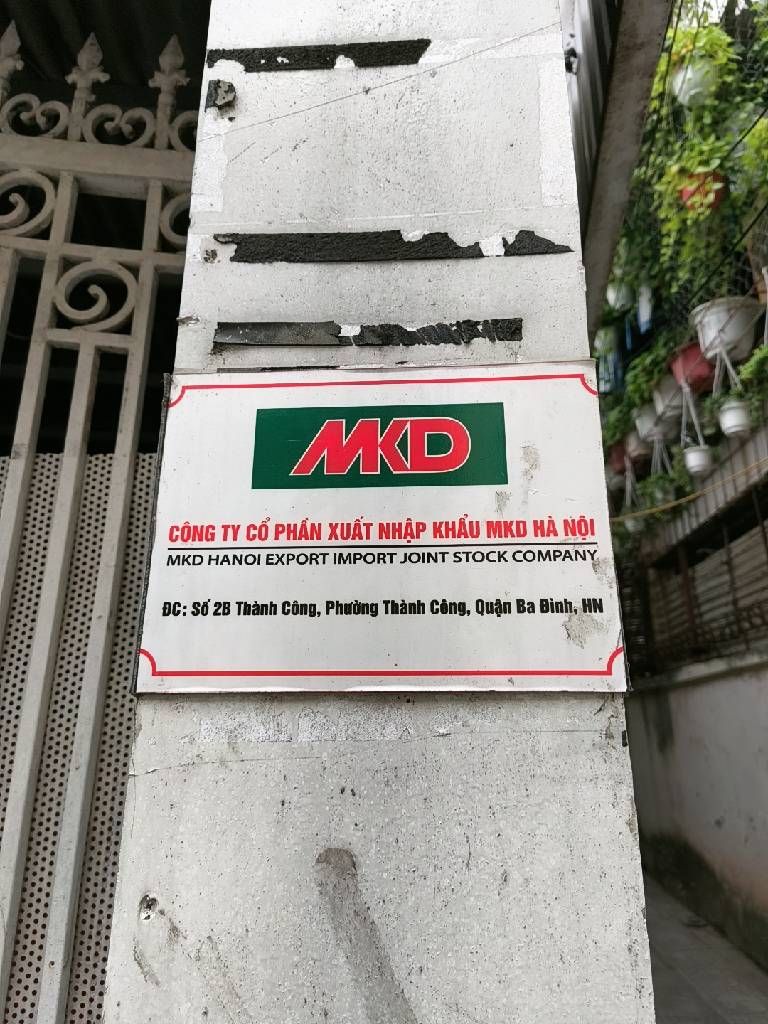 MKD
CÔNG TY CỔ PHẦN XUẤT NHẬP KHẨU MKD HÀ NỘI
MKD HANOI EXPORT IMPORT JOINT STOCK COMPANY
ĐC: Số 2B Thành Công, Phường Thành Công, Quận Ba Đình, HN